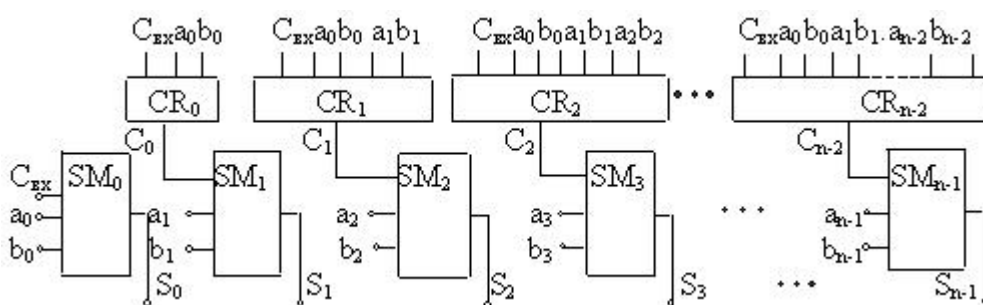 Cвхa0b0 Cвхa0b0 a1b1 Cвхa0b0a1b1a2b2 Cвхa0b0a1b1.an-2bn-2
CR0 CR1 CR2 CRn-2
C0 C1 C2 Cn-2
SM0 SM1 SM2 SM3 SMn-1
Cвх
a0 a1 a2 a3 an-1
b0 b1 b2 b3 bn-1
S0 S1 S2 S3 Sn-1